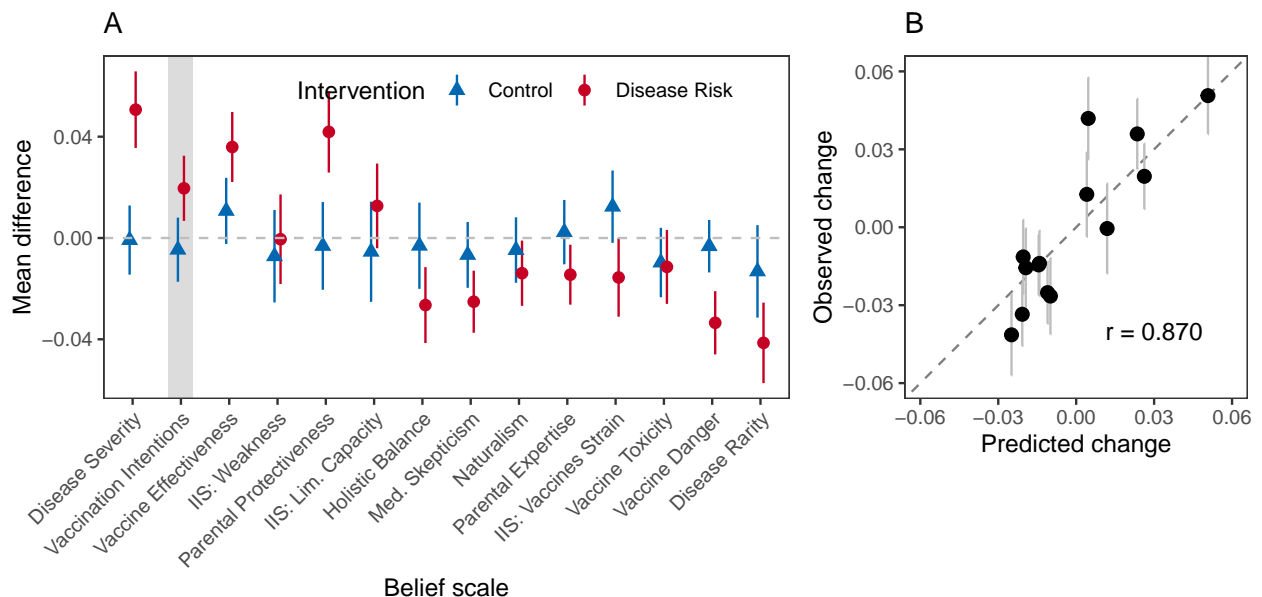 A
Intervention Control Disease Risk
Mean difference
0.04
0.00
−0.04
Disease Severity
Vaccination Intentions
Vaccine Effectiveness
IIS: Weakness
Parental Protectiveness
IIS: Lim. Capacity
Holistic Balance
Med. Skepticism
Naturalism
Parental Expertise
IIS: Vaccines Strain
Vaccine Toxicity
Vaccine Danger
Disease Rarity
Belief scale
B
Observed change
0.06
0.03
0.00
−0.03
−0.06
r = 0.870
−0.06 −0.03 0.00 0.03 0.06
Predicted change